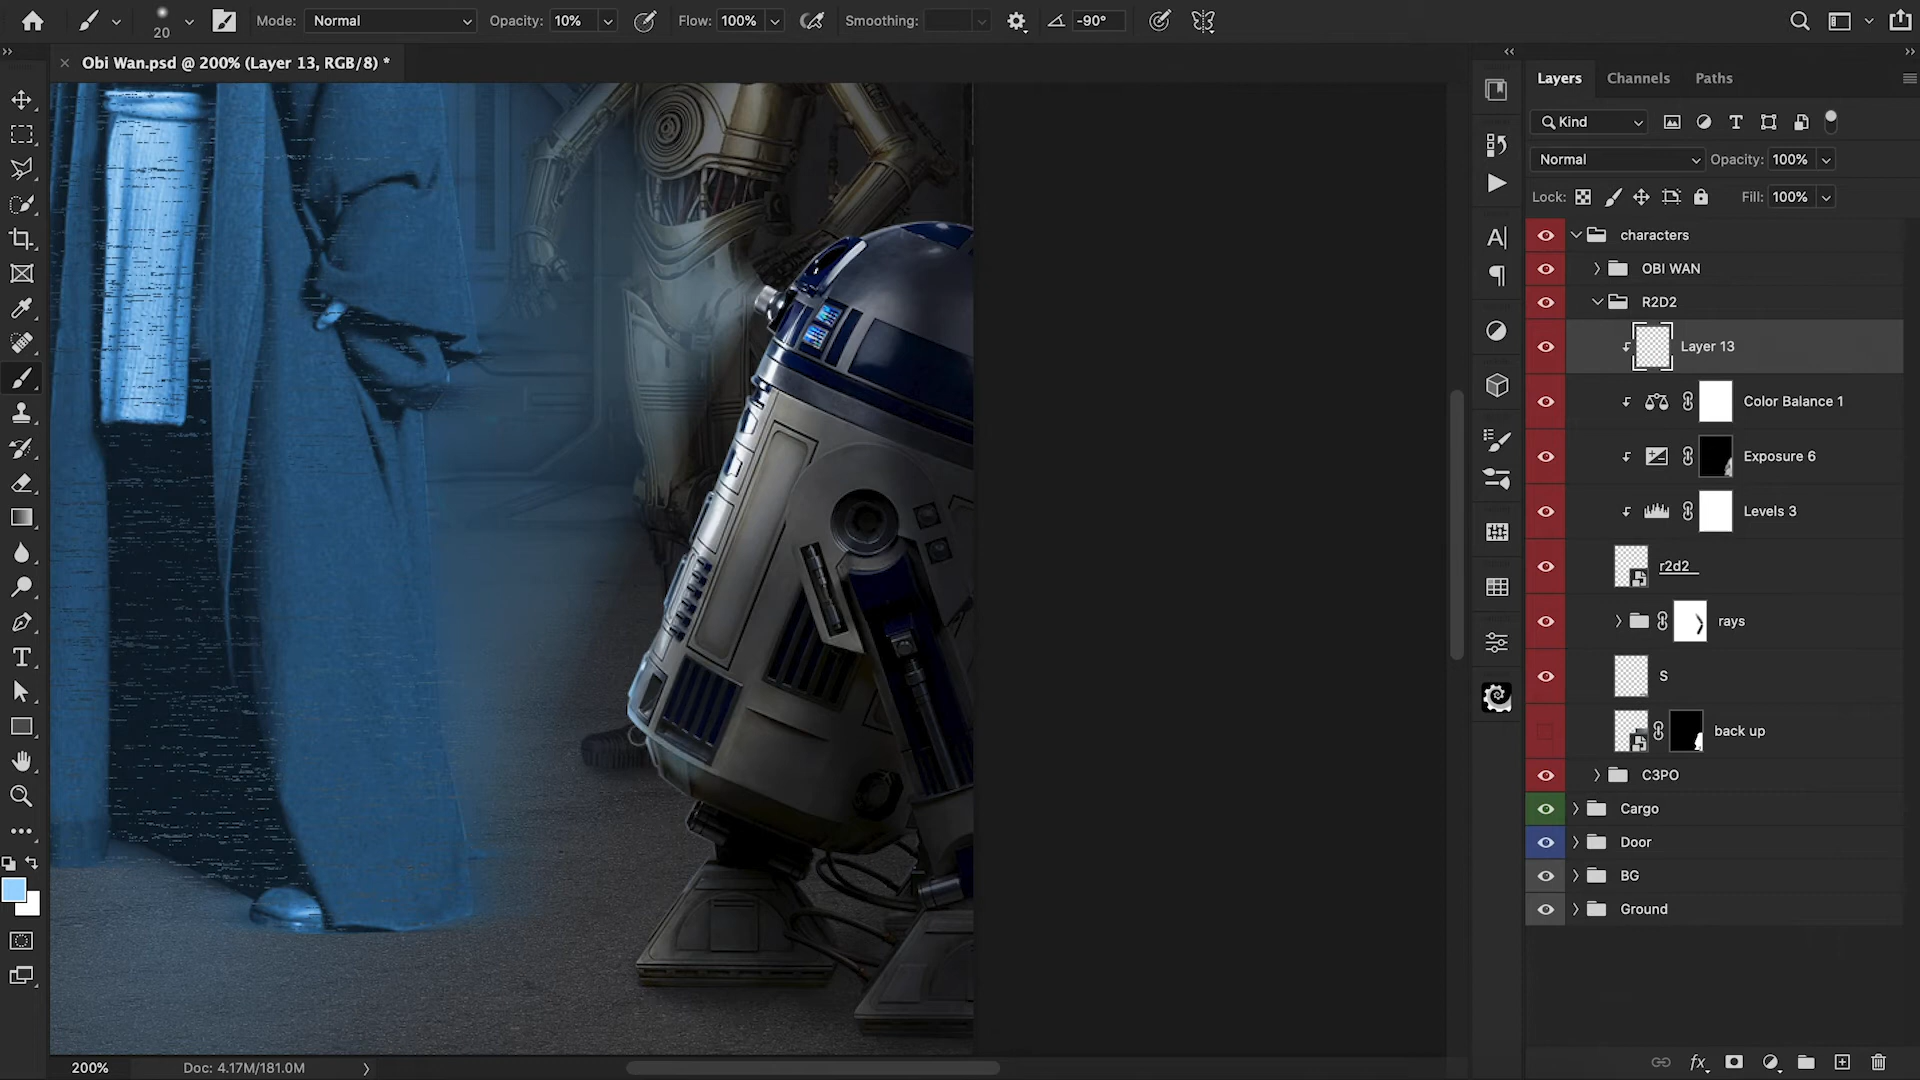 20
Mode: Normal
Opacity: 10%
Flow: 100%
Smoothing:
-90°
Obi Wan.psd @ 200% (Layer 13, RGB/8) *
Layers Channels Paths
Kind
Normal Opacity: 100%
Lock: Fill: 100%
characters
OBI WAN
R2D2
Layer 13
Color Balance 1
Exposure 6
Levels 3
r2d2
rays
S
back up
C3PO
Cargo
Door
BG
Ground
200% Doc: 4.17M/181.0M